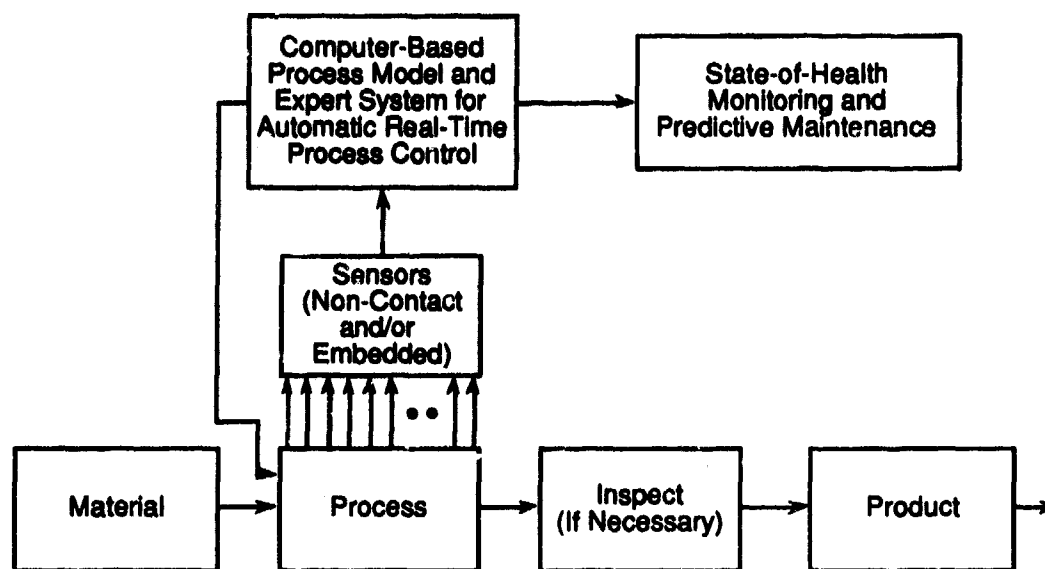 Computer-Based
Process Model and
Expert System for
Automatic Real-Time
Process Control
State-of-Health
Monitoring and
Predictive Maintenance
Sensors
(Non-Contact
and/or
Embedded)
Material
Process
Inspect
(If Necessary)
Product